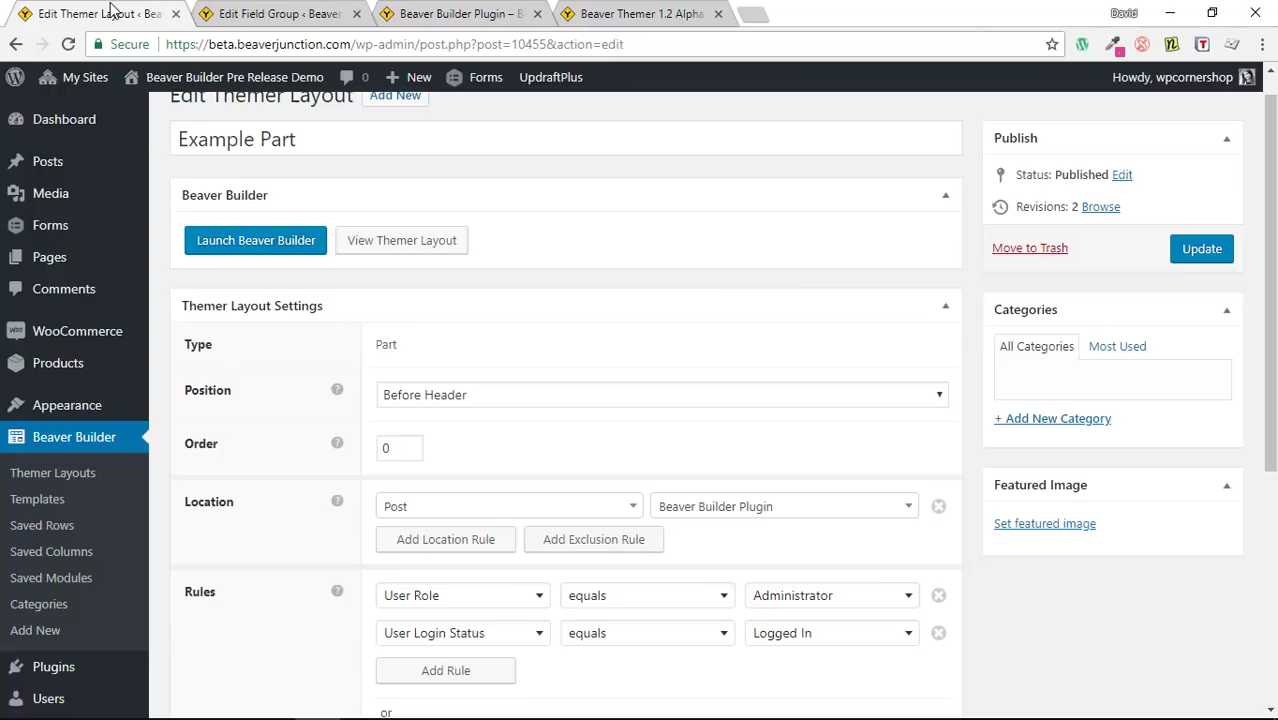 Edit Themer Layout ‹ Bea
Edit Field Group ‹ Beaver
Beaver Builder Plugin – B
Beaver Themer 1.2 Alpha
David
Secure
https://beta.beaverjunction.com/wp-admin/post.php?post=10455&action=edit
My Sites
Beaver Builder Pre Release Demo
0
New
Forms
UpdraftPlus
Howdy, wpcornershop
Dashboard
Posts
Media
Forms
Pages
Comments
WooCommerce
Products
Appearance
Beaver Builder
Themer Layouts
Templates
Saved Rows
Saved Columns
Saved Modules
Categories
Add New
Plugins
Users
Edit Themer Layout
Add New
Example Part
Beaver Builder
Launch Beaver Builder
View Themer Layout
Themer Layout Settings
Type
Part
Position
Before Header
Order
0
Location
Post
Beaver Builder Plugin
Add Location Rule
Add Exclusion Rule
Rules
User Role
equals
Administrator
User Login Status
equals
Logged In
Add Rule
or
Publish
Status: Published Edit
Revisions: 2 Browse
Move to Trash
Update
Categories
All Categories
Most Used
+ Add New Category
Featured Image
Set featured image